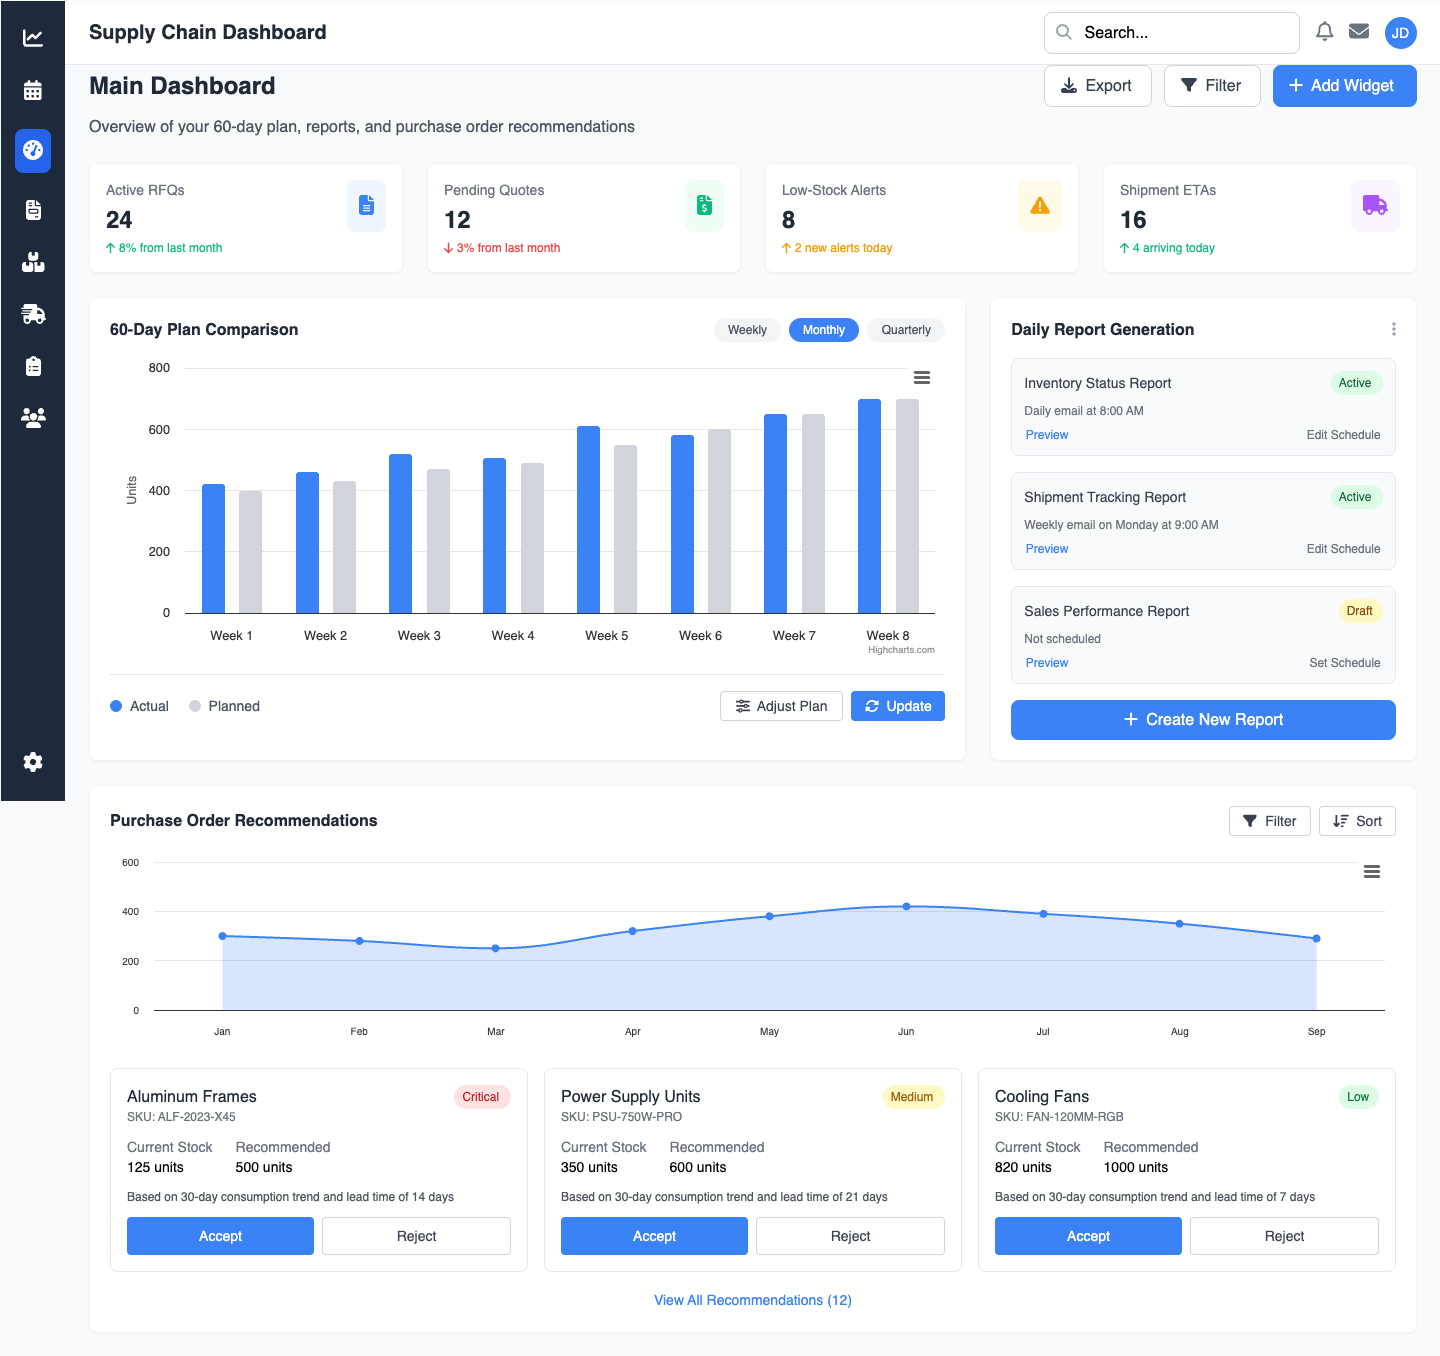 Supply Chain Dashboard
Search...
JD
Main Dashboard
Export
Filter
Add Widget
Overview of your 60-day plan, reports, and purchase order recommendations
Active RFQs
24
8% from last month
Pending Quotes
12
3% from last month
Low-Stock Alerts
8
2 new alerts today
Shipment ETAs
16
4 arriving today
60-Day Plan Comparison
Weekly
Monthly
Quarterly
800
600
400
200
0
Units
Week 1
Week 2
Week 3
Week 4
Week 5
Week 6
Week 7
Week 8
Highcharts.com
Actual
Planned
Adjust Plan
Update
Daily Report Generation
Inventory Status Report
Active
Daily email at 8:00 AM
Preview
Edit Schedule
Shipment Tracking Report
Active
Weekly email on Monday at 9:00 AM
Preview
Edit Schedule
Sales Performance Report
Draft
Not scheduled
Preview
Set Schedule
Create New Report
Purchase Order Recommendations
Filter
Sort
600
400
200
0
Jan
Feb
Mar
Apr
May
Jun
Jul
Aug
Sep
Aluminum Frames
Critical
SKU: ALF-2023-X45
Current Stock
Recommended
125 units
500 units
Based on 30-day consumption trend and lead time of 14 days
Accept
Reject
Power Supply Units
Medium
SKU: PSU-750W-PRO
Current Stock
Recommended
350 units
600 units
Based on 30-day consumption trend and lead time of 21 days
Accept
Reject
Cooling Fans
Low
SKU: FAN-120MM-RGB
Current Stock
Recommended
820 units
1000 units
Based on 30-day consumption trend and lead time of 7 days
Accept
Reject
View All Recommendations (12)